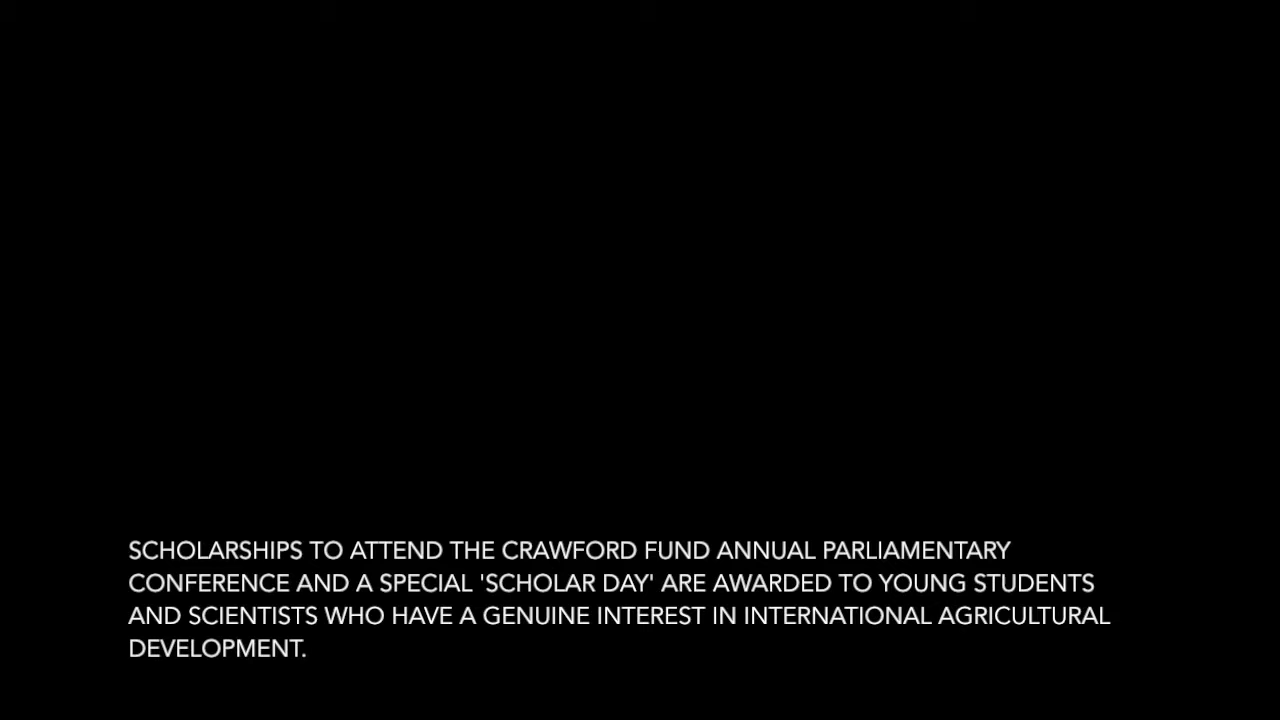 SCHOLARSHIPS TO ATTEND THE CRAWFORD FUND ANNUAL PARLIAMENTARY
CONFERENCE AND A SPECIAL 'SCHOLAR DAY' ARE AWARDED TO YOUNG STUDENTS
AND SCIENTISTS WHO HAVE A GENUINE INTEREST IN INTERNATIONAL AGRICULTURAL
DEVELOPMENT.